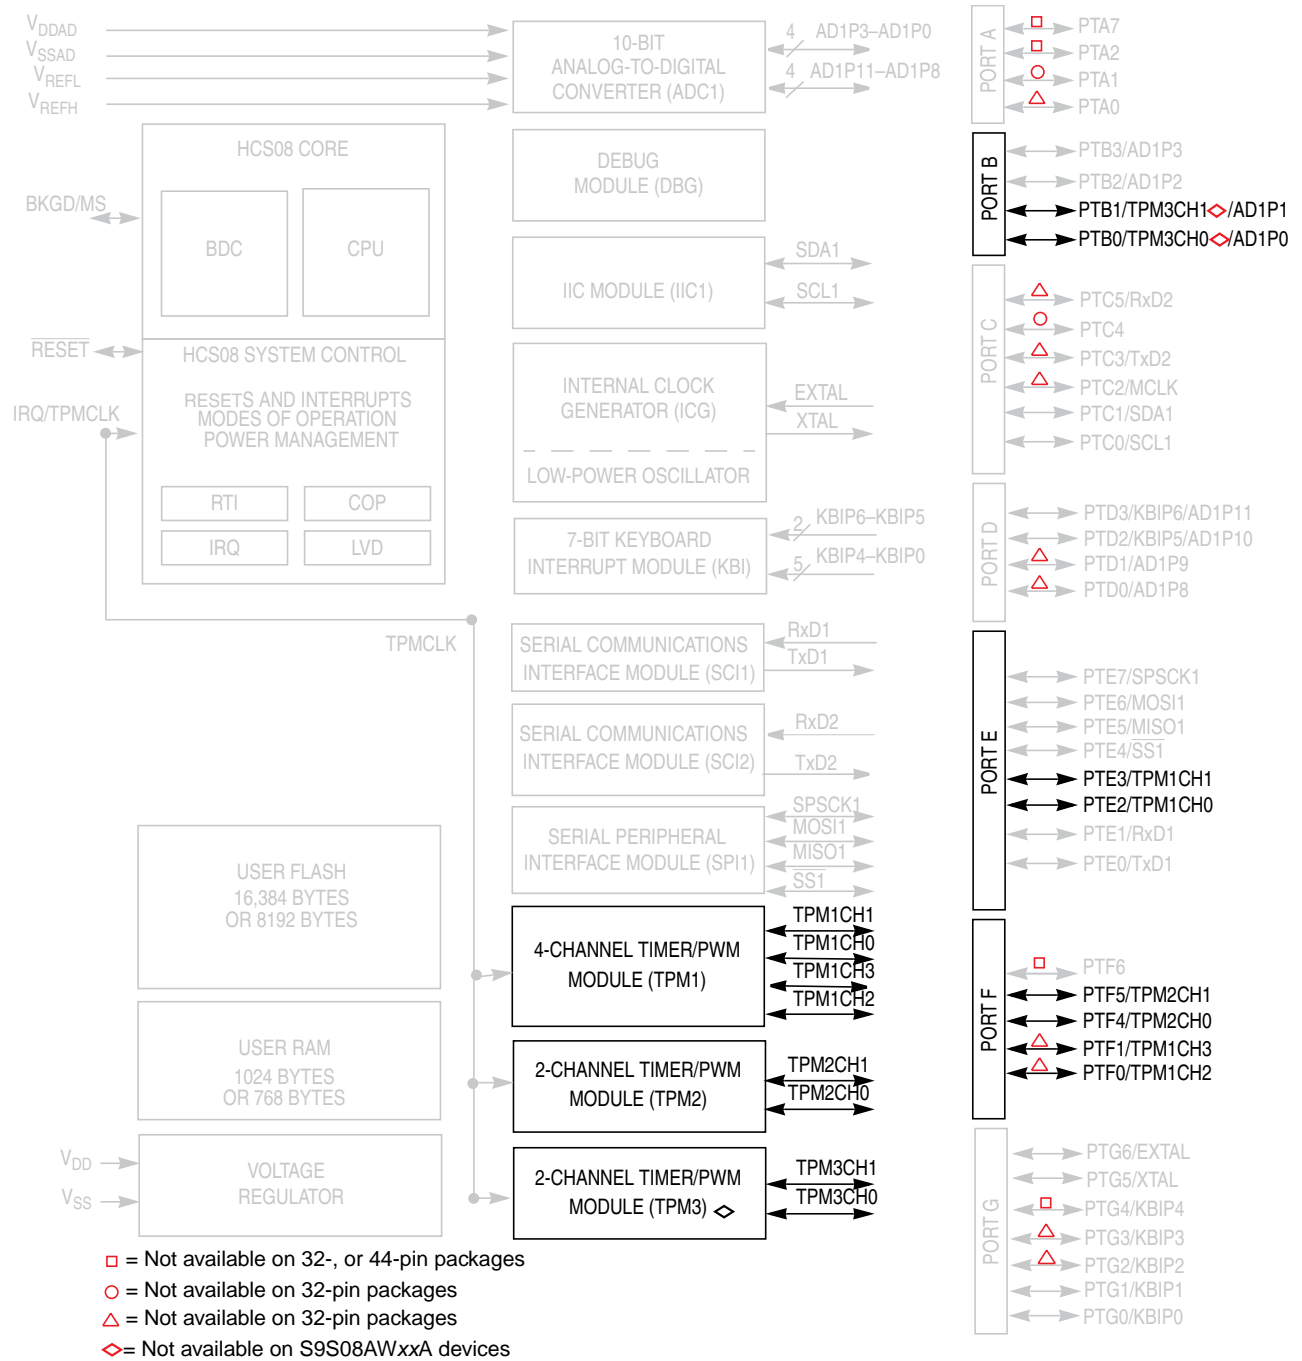 VDDAD
VSSAD
VREFL
VREFH
10-BIT
ANALOG-TO-DIGITAL
CONVERTER (ADC1)
4 AD1P3–AD1P0
4 AD1P11–AD1P8
HCS08 CORE
BDC
CPU
BKGD/MS
RESET
IRQ/TPMCLK
HCS08 SYSTEM CONTROL
RESETS AND INTERRUPTS
MODES OF OPERATION
POWER MANAGEMENT
RTI
COP
IRQ
LVD
TPMCLK
DEBUG
MODULE (DBG)
IIC MODULE (IIC1)
SDA1
SCL1
INTERNAL CLOCK
GENERATOR (ICG)
LOW-POWER OSCILLATOR
EXTAL
XTAL
7-BIT KEYBOARD
INTERRUPT MODULE (KBI)
2 KBIP6–KBIP5
5 KBIP4–KBIP0
SERIAL COMMUNICATIONS
INTERFACE MODULE (SCI1)
RxD1
TxD1
SERIAL COMMUNICATIONS
INTERFACE MODULE (SCI2)
RxD2
TxD2
SERIAL PERIPHERAL
INTERFACE MODULE (SPI1)
SPSCK1
MOSI1
MISO1
SS1
4-CHANNEL TIMER/PWM
MODULE (TPM1)
TPM1CH1
TPM1CH0
TPM1CH3
TPM1CH2
2-CHANNEL TIMER/PWM
MODULE (TPM2)
TPM2CH1
TPM2CH0
2-CHANNEL TIMER/PWM
MODULE (TPM3)
TPM3CH1
TPM3CH0
USER FLASH
16,384 BYTES
OR 8192 BYTES
USER RAM
1024 BYTES
OR 768 BYTES
VDD
VSS
VOLTAGE
REGULATOR
PORT A
PTA7
PTA2
PTA1
PTA0
PORT B
PTB3/AD1P3
PTB2/AD1P2
PTB1/TPM3CH1 /AD1P1
PTB0/TPM3CH0 /AD1P0
PORT C
PTC5/RxD2
PTC4
PTC3/TxD2
PTC2/MCLK
PTC1/SDA1
PTC0/SCL1
PORT D
PTD3/KBIP6/AD1P11
PTD2/KBIP5/AD1P10
PTD1/AD1P9
PTD0/AD1P8
PORT E
PTE7/SPSCK1
PTE6/MOSI1
PTE5/MISO1
PTE4/SS1
PTE3/TPM1CH1
PTE2/TPM1CH0
PTE1/RxD1
PTE0/TxD1
PORT F
PTF6
PTF5/TPM2CH1
PTF4/TPM2CH0
PTF1/TPM1CH3
PTF0/TPM1CH2
PORT G
PTG6/EXTAL
PTG5/XTAL
PTG4/KBIP4
PTG3/KBIP3
PTG2/KBIP2
PTG1/KBIP1
PTG0/KBIP0
= Not available on 32-, or 44-pin packages
= Not available on 32-pin packages
= Not available on 32-pin packages
= Not available on S9S08AWxxA devices